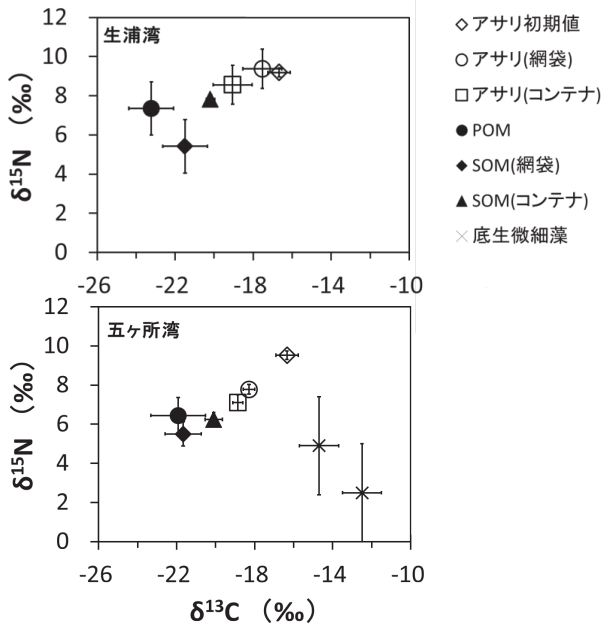 生浦湾
12
10
8
6
4
2
0
δ15N （‰）
-26 -22 -18 -14 -10
五ヶ所湾
12
10
8
6
4
2
0
δ15N （‰）
-26 -22 -18 -14 -10
δ13C （‰）
アサリ初期値
アサリ(網袋)
アサリ(コンテナ)
POM
SOM(網袋)
SOM(コンテナ)
底生微細藻